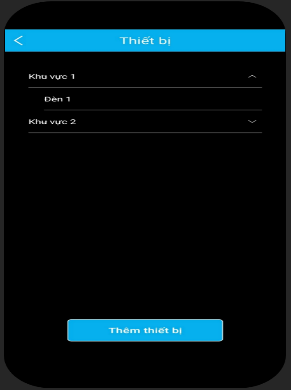 Thiết bị
Khu vực 1
Đèn 1
Khu vực 2
Thêm thiết bị